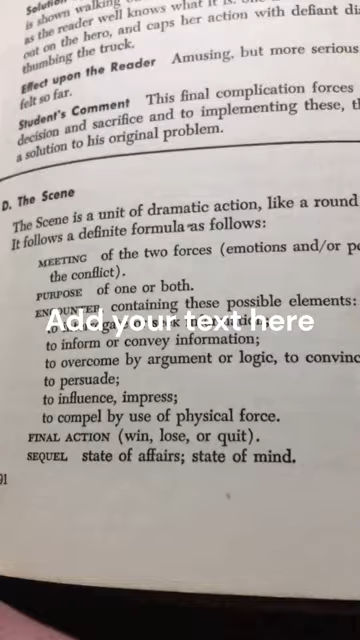 Solution
is shown walking
as the reader well knows what it is.
out on the hero, and caps her action with defiant
thumbing the truck.
Effect upon the Reader Amusing, but more serious
felt so far.
Student's Comment This final complication forces
decision and sacrifice and to implementing these,
a solution to his original problem.
D. The Scene
The Scene is a unit of dramatic action, like a round
It follows a definite formula as follows:
MEETING of the two forces (emotions and/or
the conflict).
PURPOSE of one or both.
ENCOUNTER containing these possible elements:
Add your text here
to inform or convey information;
to overcome by argument or logic, to
to persuade;
to influence, impress;
to compel by use of physical force.
FINAL ACTION (win, lose, or quit).
SEQUEL state of affairs; state of mind.
91